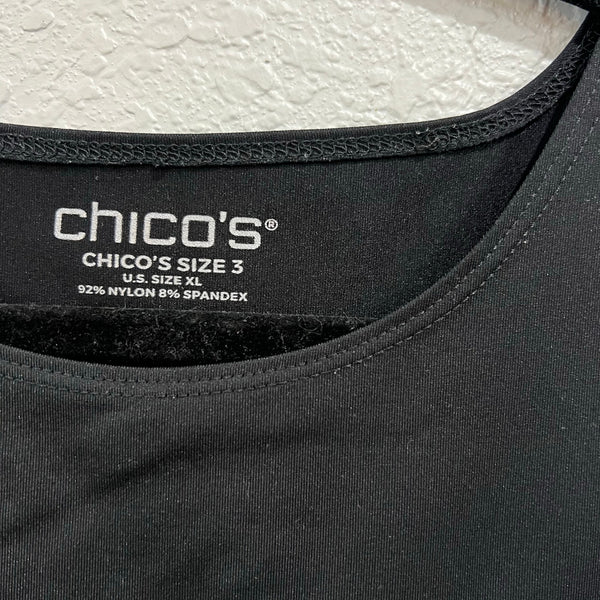 chico's®
CHICO'S SIZE 3
U.S. SIZE XL
92% NYLON 8% SPANDEX